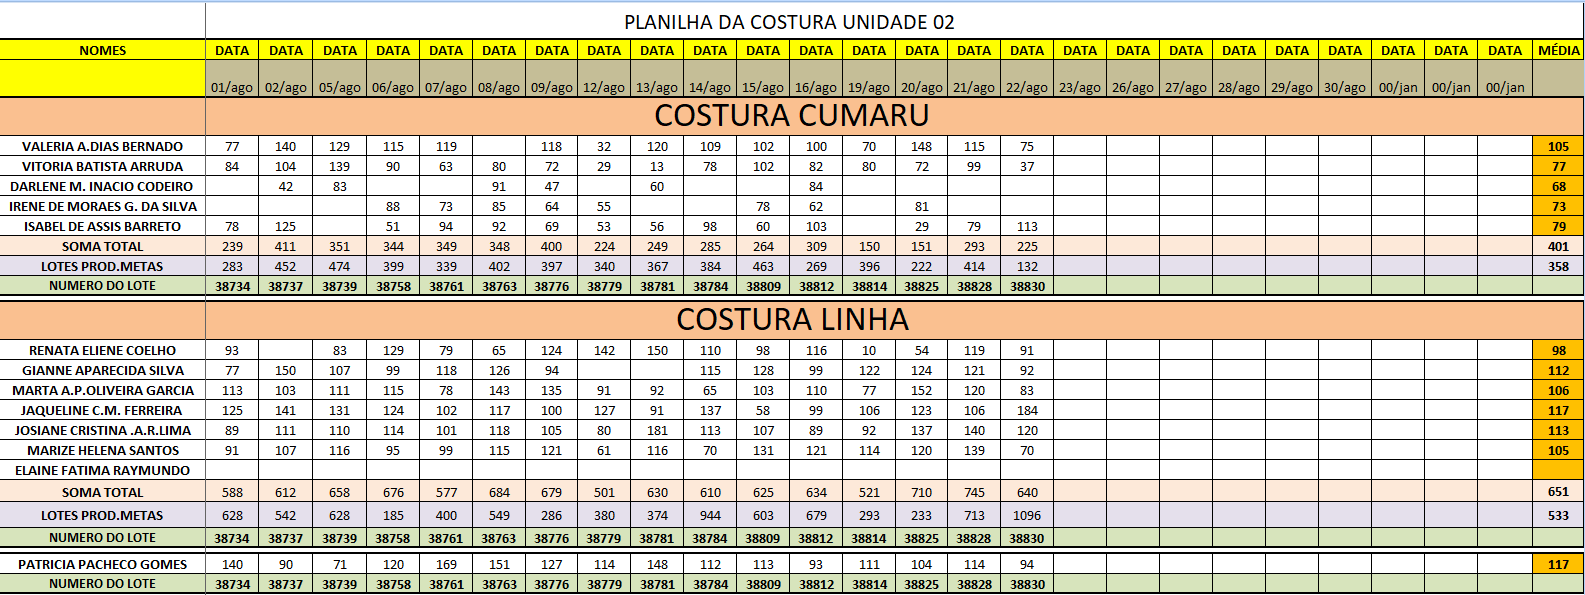 PLANILHA DA COSTURA UNIDADE 02
NOMES DATA DATA DATA DATA DATA DATA DATA DATA DATA DATA DATA DATA DATA DATA DATA DATA DATA DATA DATA DATA DATA DATA DATA DATA DATA MÉDIA
01/ago 02/ago 05/ago 06/ago 07/ago 08/ago 09/ago 12/ago 13/ago 14/ago 15/ago 16/ago 19/ago 20/ago 21/ago 22/ago 23/ago 26/ago 27/ago 28/ago 29/ago 30/ago 00/jan 00/jan 00/jan
COSTURA CUMARU
VALERIA A.DIAS BERNADO 77 140 129 115 119 118 32 120 109 102 100 70 148 115 75 105
VITORIA BATISTA ARRUDA 84 104 139 90 63 80 72 29 13 78 102 82 80 72 99 37 77
DARLENE M. INACIO CODEIRO 42 83 91 47 60 84 68
IRENE DE MORAES G. DA SILVA 88 73 85 64 55 78 62 81 73
ISABEL DE ASSIS BARRETO 78 125 51 94 92 69 53 56 98 60 103 29 79 113 79
SOMA TOTAL 239 411 351 344 349 348 400 224 249 285 264 309 150 151 293 225 401
LOTES PROD.METAS 283 452 474 399 339 402 397 340 367 384 463 269 396 222 414 132 358
NUMERO DO LOTE 38734 38737 38739 38758 38761 38763 38776 38779 38781 38784 38809 38812 38814 38825 38828 38830
COSTURA LINHA
RENATA ELIENE COELHO 93 83 129 79 65 124 142 150 110 98 116 10 54 119 91 98
GIANNE APARECIDA SILVA 77 150 107 99 118 126 94 115 128 99 122 124 121 92 112
MARTA A.P.OLIVEIRA GARCIA 113 103 111 115 78 143 135 91 92 65 103 110 77 152 120 83 106
JAQUELINE C.M. FERREIRA 125 141 131 124 102 117 100 127 91 137 58 99 106 123 106 184 117
JOSIANE CRISTINA .A.R.LIMA 89 111 110 114 101 118 105 80 181 113 107 89 92 137 140 120 113
MARIZE HELENA SANTOS 91 107 116 95 99 115 121 61 116 70 131 121 114 120 139 70 105
ELAINE FATIMA RAYMUNDO
SOMA TOTAL 588 612 658 676 577 684 679 501 630 610 625 634 521 710 745 640 651
LOTES PROD.METAS 628 542 628 185 400 549 286 380 374 944 603 679 293 233 713 1096 533
NUMERO DO LOTE 38734 38737 38739 38758 38761 38763 38776 38779 38781 38784 38809 38812 38814 38825 38828 38830
PATRICIA PACHECO GOMES 140 90 71 120 169 151 127 114 148 112 113 93 111 104 114 94 117
NUMERO DO LOTE 38734 38737 38739 38758 38761 38763 38776 38779 38781 38784 38809 38812 38814 38825 38828 38830